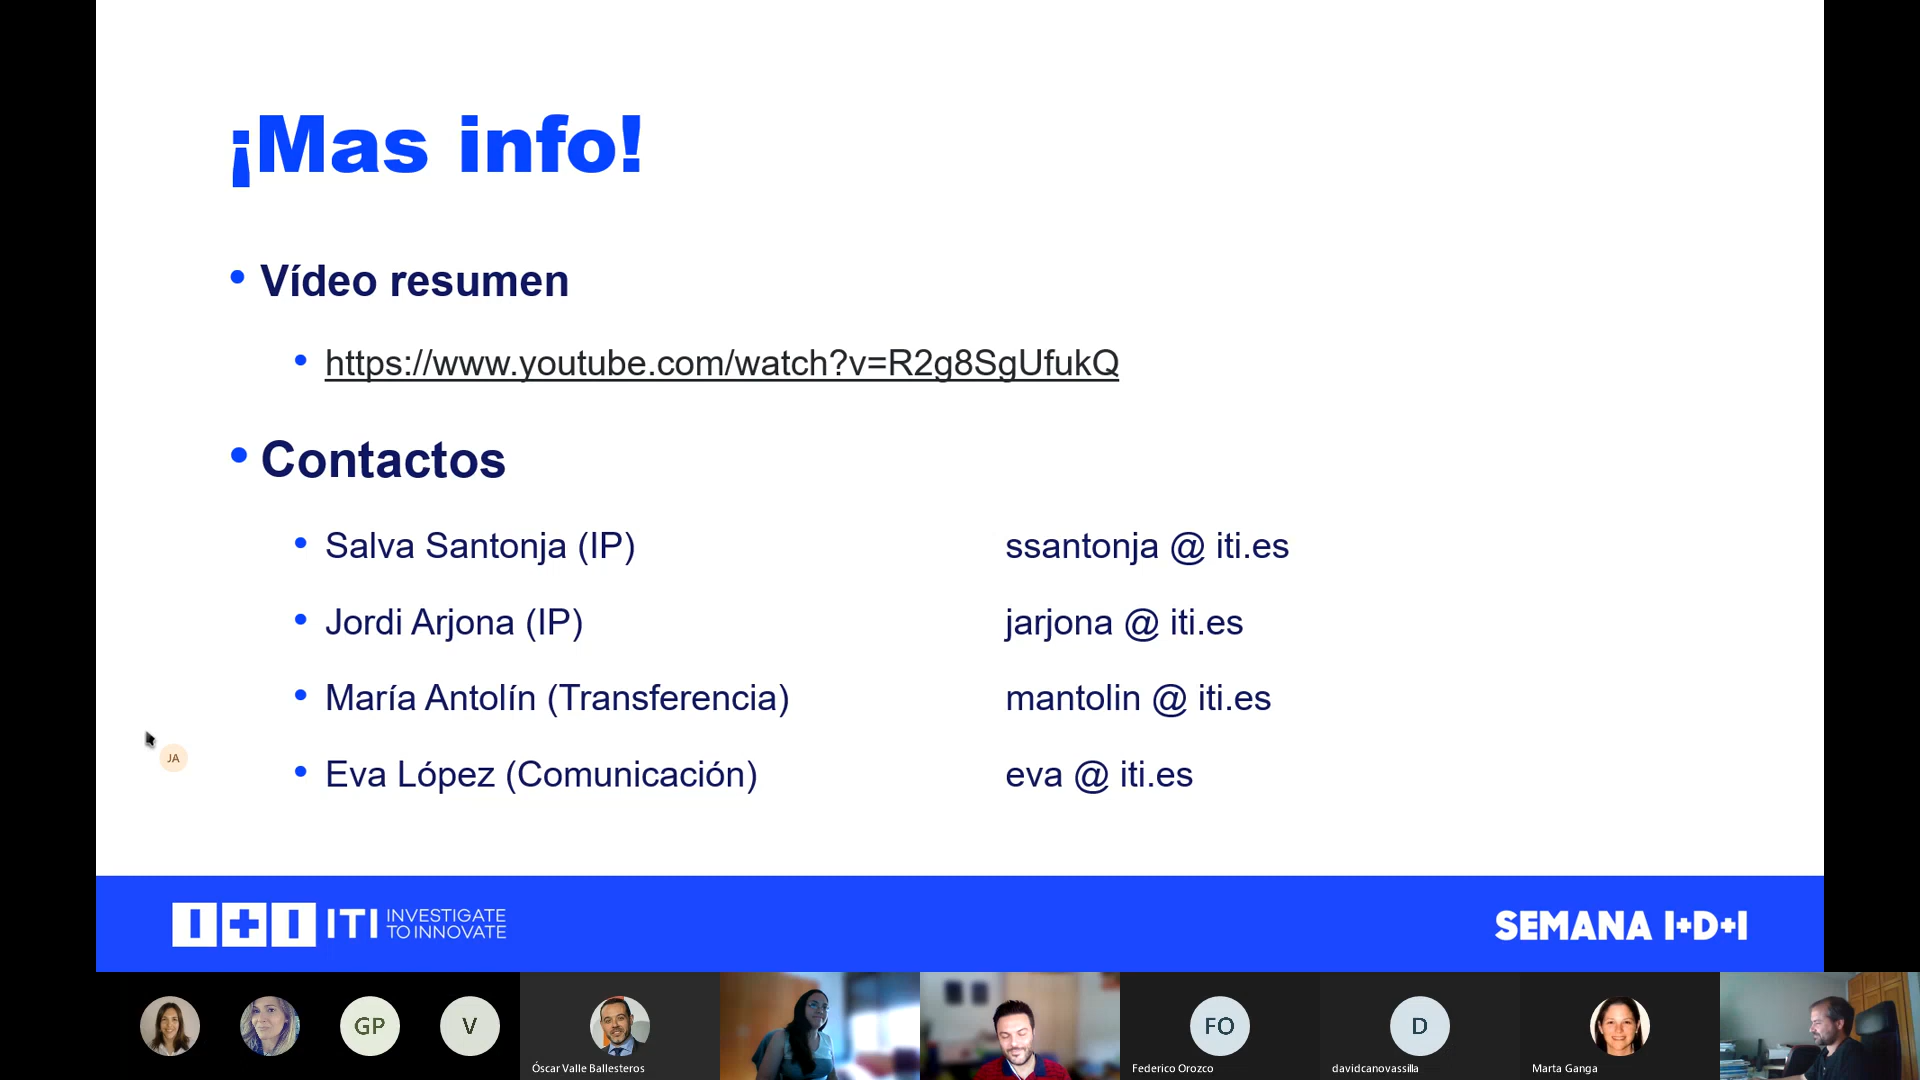 ¡Mas info!
Vídeo resumen
https://www.youtube.com/watch?v=R2g8SgUfukQ
Contactos
Salva Santonja (IP) ssantonja @ iti.es
Jordi Arjona (IP) jarjona @ iti.es
María Antolín (Transferencia) mantolin @ iti.es
JA
Eva López (Comunicación) eva @ iti.es
I+I ITI INVESTIGATE
TO INNOVATE
SEMANA I+D+I
GP
V
FO
D
Óscar Valle Ballesteros
Federico Orozco
davidcanovassilla
Marta Ganga